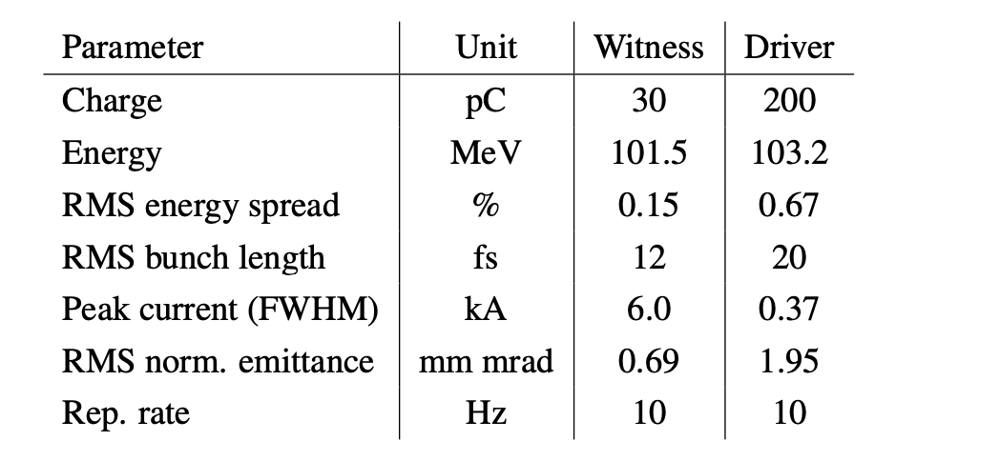 Parameter Unit Witness Driver
Charge pC 30 200
Energy MeV 101.5 103.2
RMS energy spread % 0.15 0.67
RMS bunch length fs 12 20
Peak current (FWHM) kA 6.0 0.37
RMS norm. emittance mm mrad 0.69 1.95
Rep. rate Hz 10 10